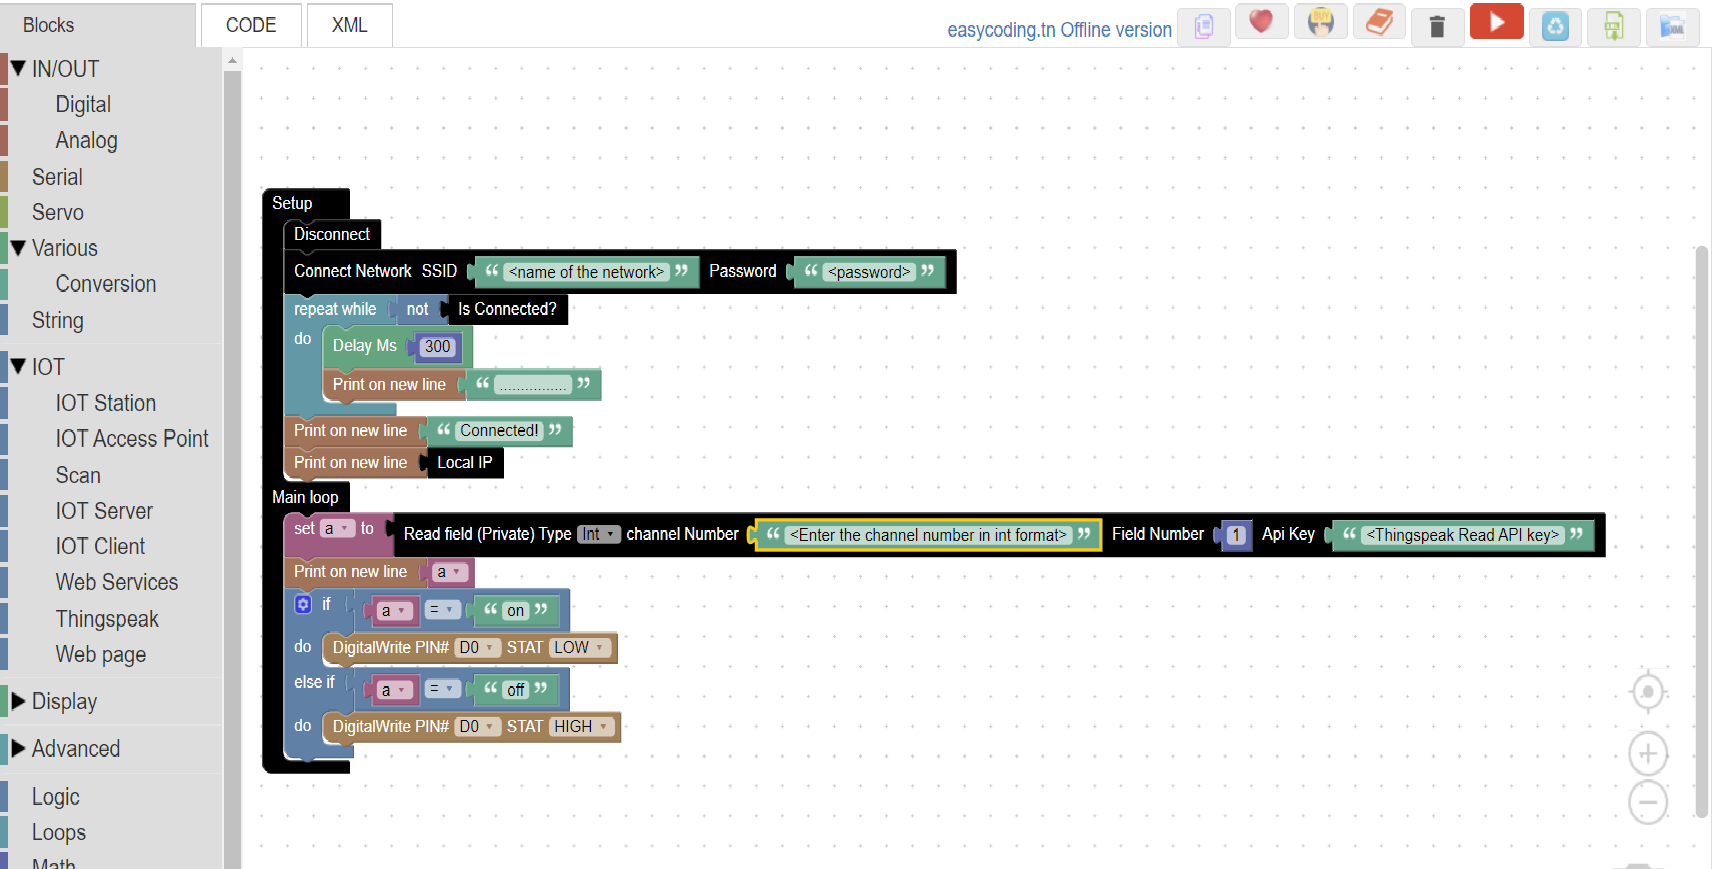 Blocks
CODE
XML
easycoding.tn Offline version
BUY
IN/OUT
Digital
Analog
Serial
Servo
Various
Conversion
String
IOT
IOT Station
IOT Access Point
Scan
IOT Server
IOT Client
Web Services
Thingspeak
Web page
Display
Advanced
Logic
Loops
Math
Setup
Disconnect
Connect Network SSID “ <name of the network> ” Password “ <password> ”
repeat while not Is Connected?
do Delay Ms 300
Print on new line “ ................ ”
Print on new line “ Connected! ”
Print on new line Local IP
Main loop
set a to Read field (Private) Type Int channel Number “ <Enter the channel number in int format> ” Field Number 1 Api Key “ <Thingspeak Read API key> ”
Print on new line a
if a = “ on ”
do DigitalWrite PIN# D0 STAT LOW
else if a = “ off ”
do DigitalWrite PIN# D0 STAT HIGH